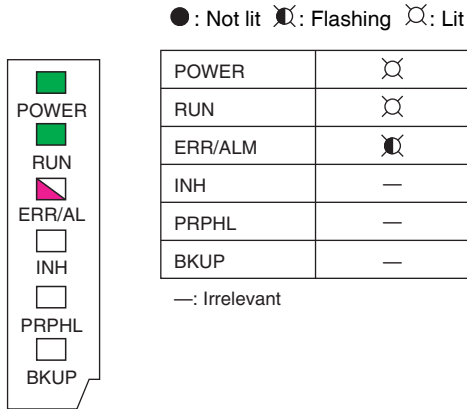 ●: Not lit : Flashing : Lit
POWER
RUN
ERR/AL
INH
PRPHL
BKUP
POWER
RUN
ERR/ALM
INH —
PRPHL —
BKUP —
—: Irrelevant